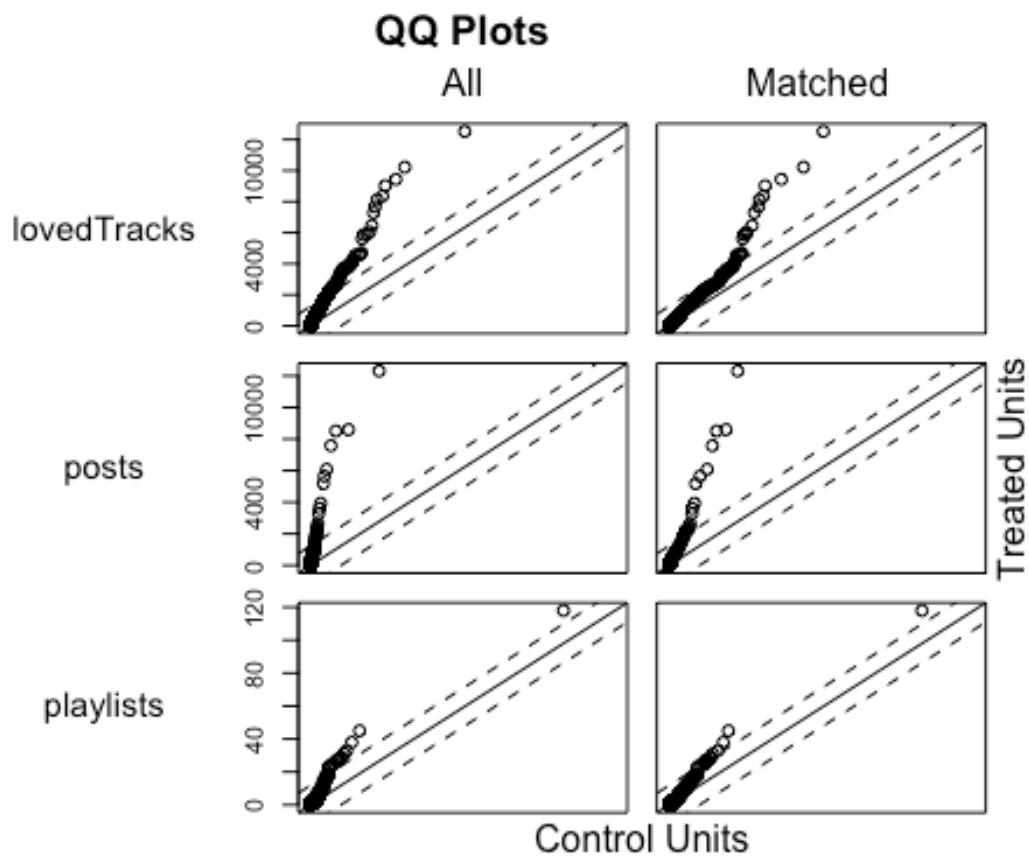 QQ Plots
All Matched
lovedTracks
0 4000 10000
posts
0 4000 10000
playlists
0 40 80 120
Control Units
Treated Units